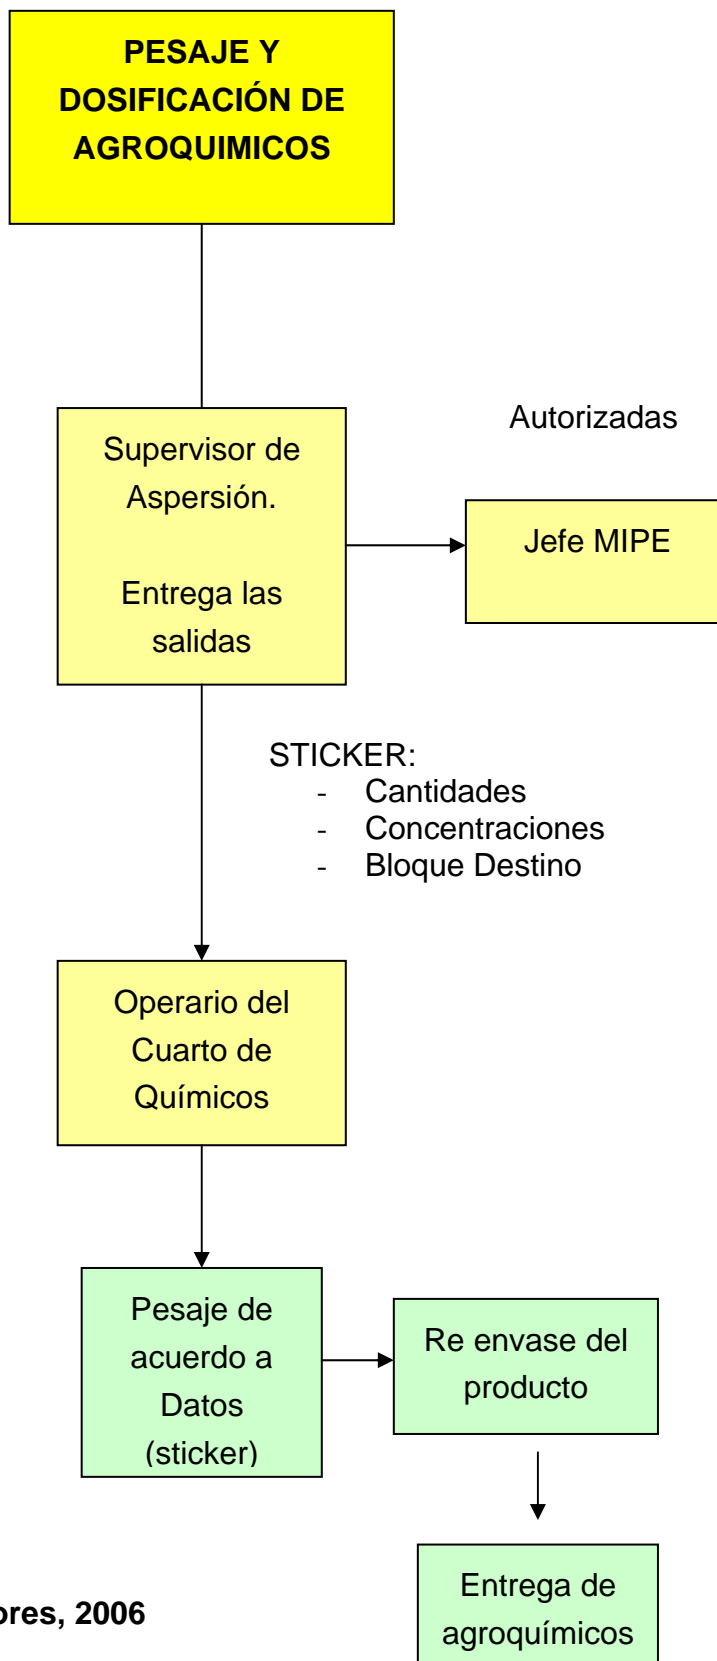 PESAJE Y
DOSIFICACIÓN DE
AGROQUIMICOS
Supervisor de
Aspersión.
Entrega las
salidas
Autorizadas
Jefe MIPE
STICKER:
- Cantidades
- Concentraciones
- Bloque Destino
Operario del
Cuarto de
Químicos
Pesaje de
acuerdo a
Datos
(sticker)
Re envase del
producto
Entrega de
agroquímicos
2006